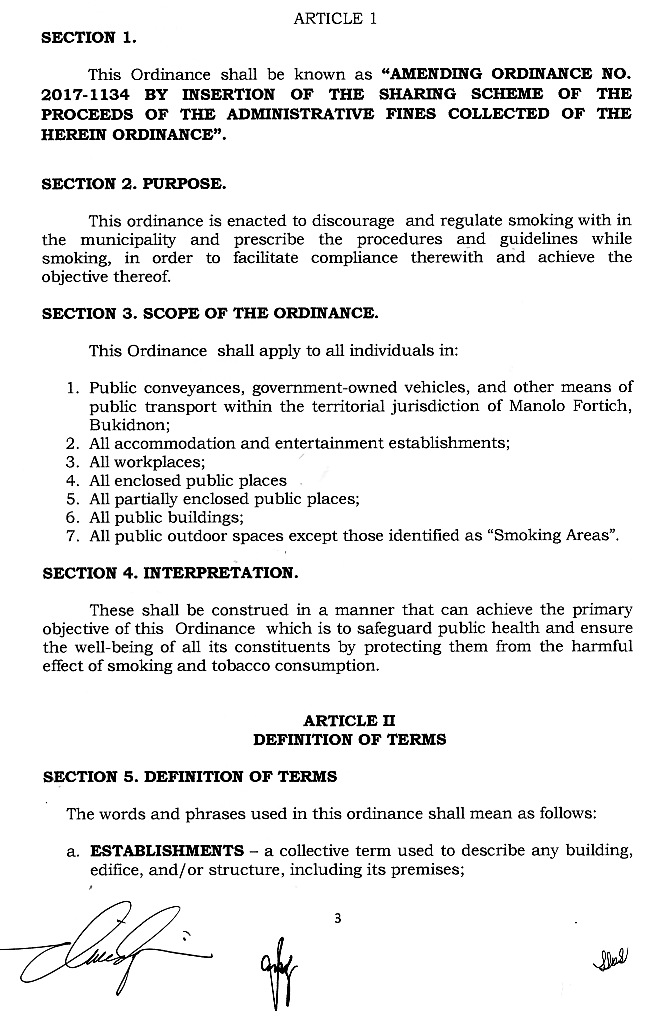 ARTICLE 1
SECTION 1.
This Ordinance shall be known as “AMENDING ORDINANCE NO.
2017-1134 BY INSERTION OF THE SHARING SCHEME OF THE
PROCEEDS OF THE ADMINISTRATIVE FINES COLLECTED OF THE
HEREIN ORDINANCE”.
SECTION 2. PURPOSE.
This ordinance is enacted to discourage and regulate smoking with in
the municipality and prescribe the procedures and guidelines while
smoking, in order to facilitate compliance therewith and achieve the
objective thereof.
SECTION 3. SCOPE OF THE ORDINANCE.
This Ordinance shall apply to all individuals in:
1. Public conveyances, government-owned vehicles, and other means of
public transport within the territorial jurisdiction of Manolo Fortich,
Bukidnon;
2. All accommodation and entertainment establishments;
3. All workplaces;
4. All enclosed public places
5. All partially enclosed public places;
6. All public buildings;
7. All public outdoor spaces except those identified as “Smoking Areas”.
SECTION 4. INTERPRETATION.
These shall be construed in a manner that can achieve the primary
objective of this Ordinance which is to safeguard public health and ensure
the well-being of all its constituents by protecting them from the harmful
effect of smoking and tobacco consumption.
ARTICLE II
DEFINITION OF TERMS
SECTION 5. DEFINITION OF TERMS
The words and phrases used in this ordinance shall mean as follows:
a. ESTABLISHMENTS – a collective term used to describe any building,
edifice, and/or structure, including its premises;
3